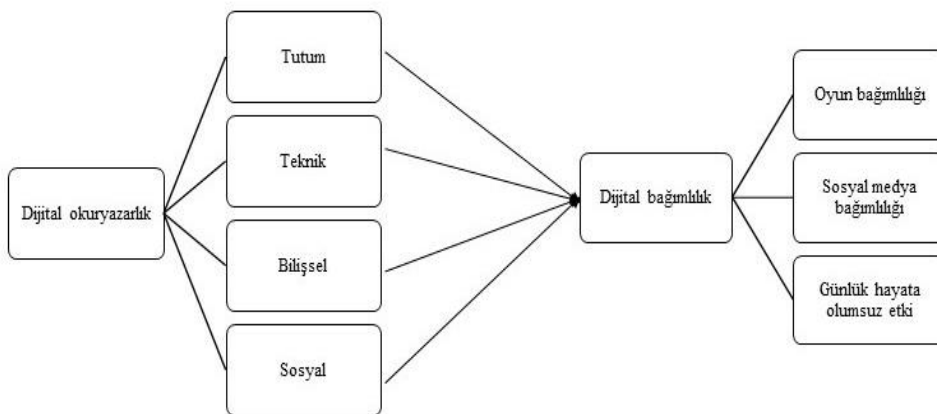 Tutum
Teknik
Dijital okuryazarlık
Bilişsel
Sosyal
Dijital bağımlılık
Oyun bağımlılığı
Sosyal medya
bağımlılığı
Günlük hayata
olumsuz etki